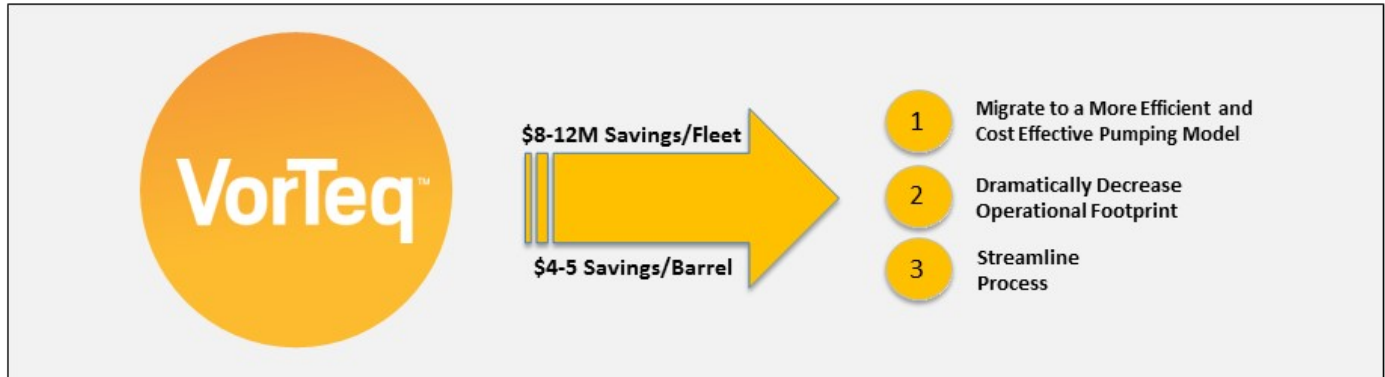 VorTeq™
$8-12M Savings/Fleet
$4-5 Savings/Barrel
1
Migrate to a More Efficient and
Cost Effective Pumping Model
2
Dramatically Decrease
Operational Footprint
3
Streamline
Process